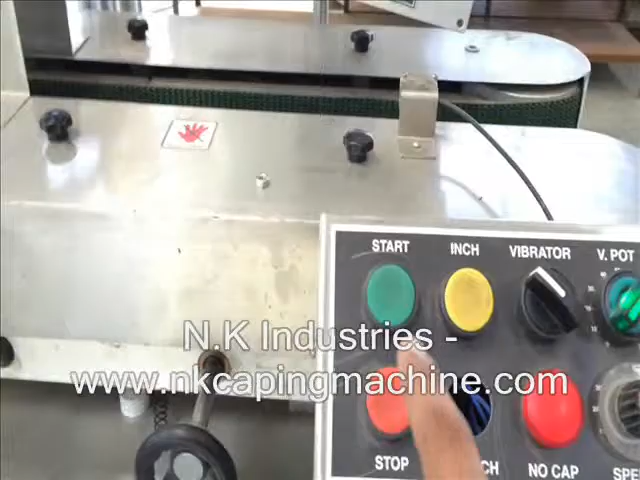 START INCH VIBRATOR V. POT
N.K Industries -
www.nkcapingmachine.com
STOP NO CAP